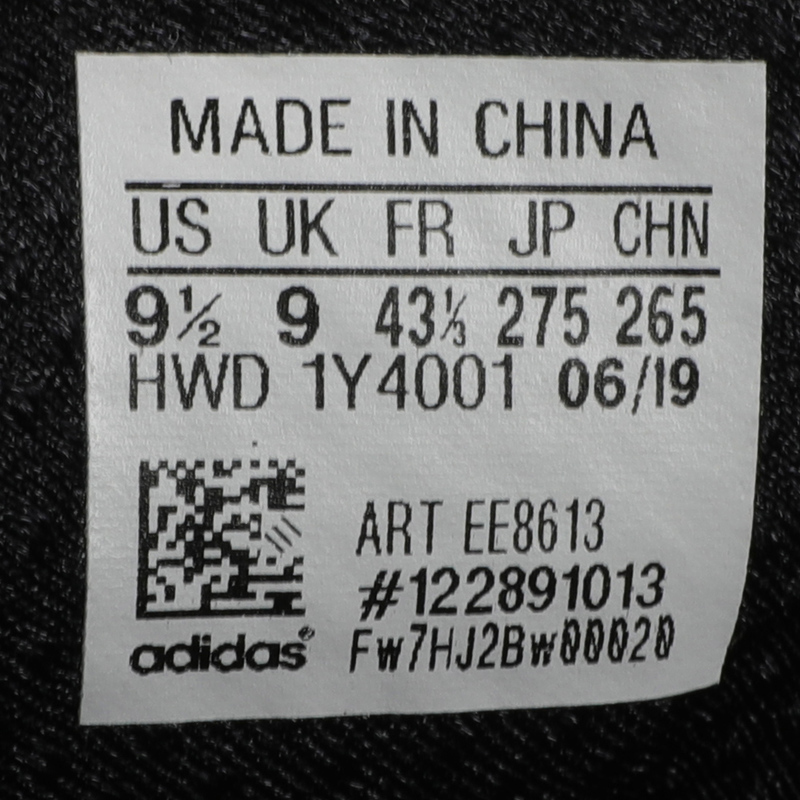 MADE IN CHINA
US UK FR JP CHN
9½ 9 43⅓ 275 265
HWD 1Y4001 06/19
ART EE8613
#122891013
Fw7HJ2Bw00020
adidas®